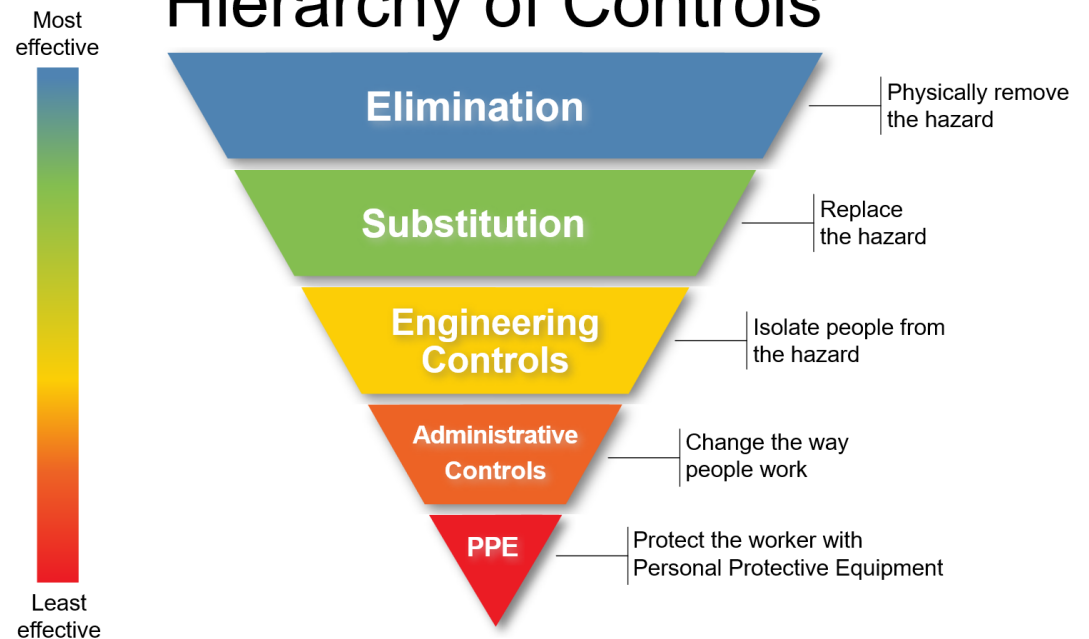 Hierarchy of Controls
Most
effective
Elimination
Physically remove
the hazard
Substitution
Replace
the hazard
Engineering
Controls
Isolate people from
the hazard
Administrative
Controls
Change the way
people work
PPE
Protect the worker with
Personal Protective Equipment
Least
effective